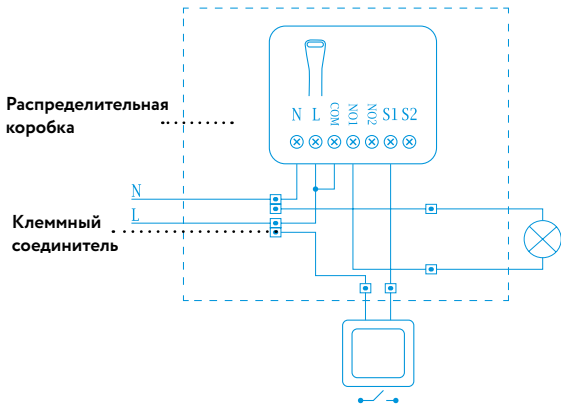 Распределительная
коробка
N L COM NO1 NO2 S1 S2
N
L
Клеммный
соединитель